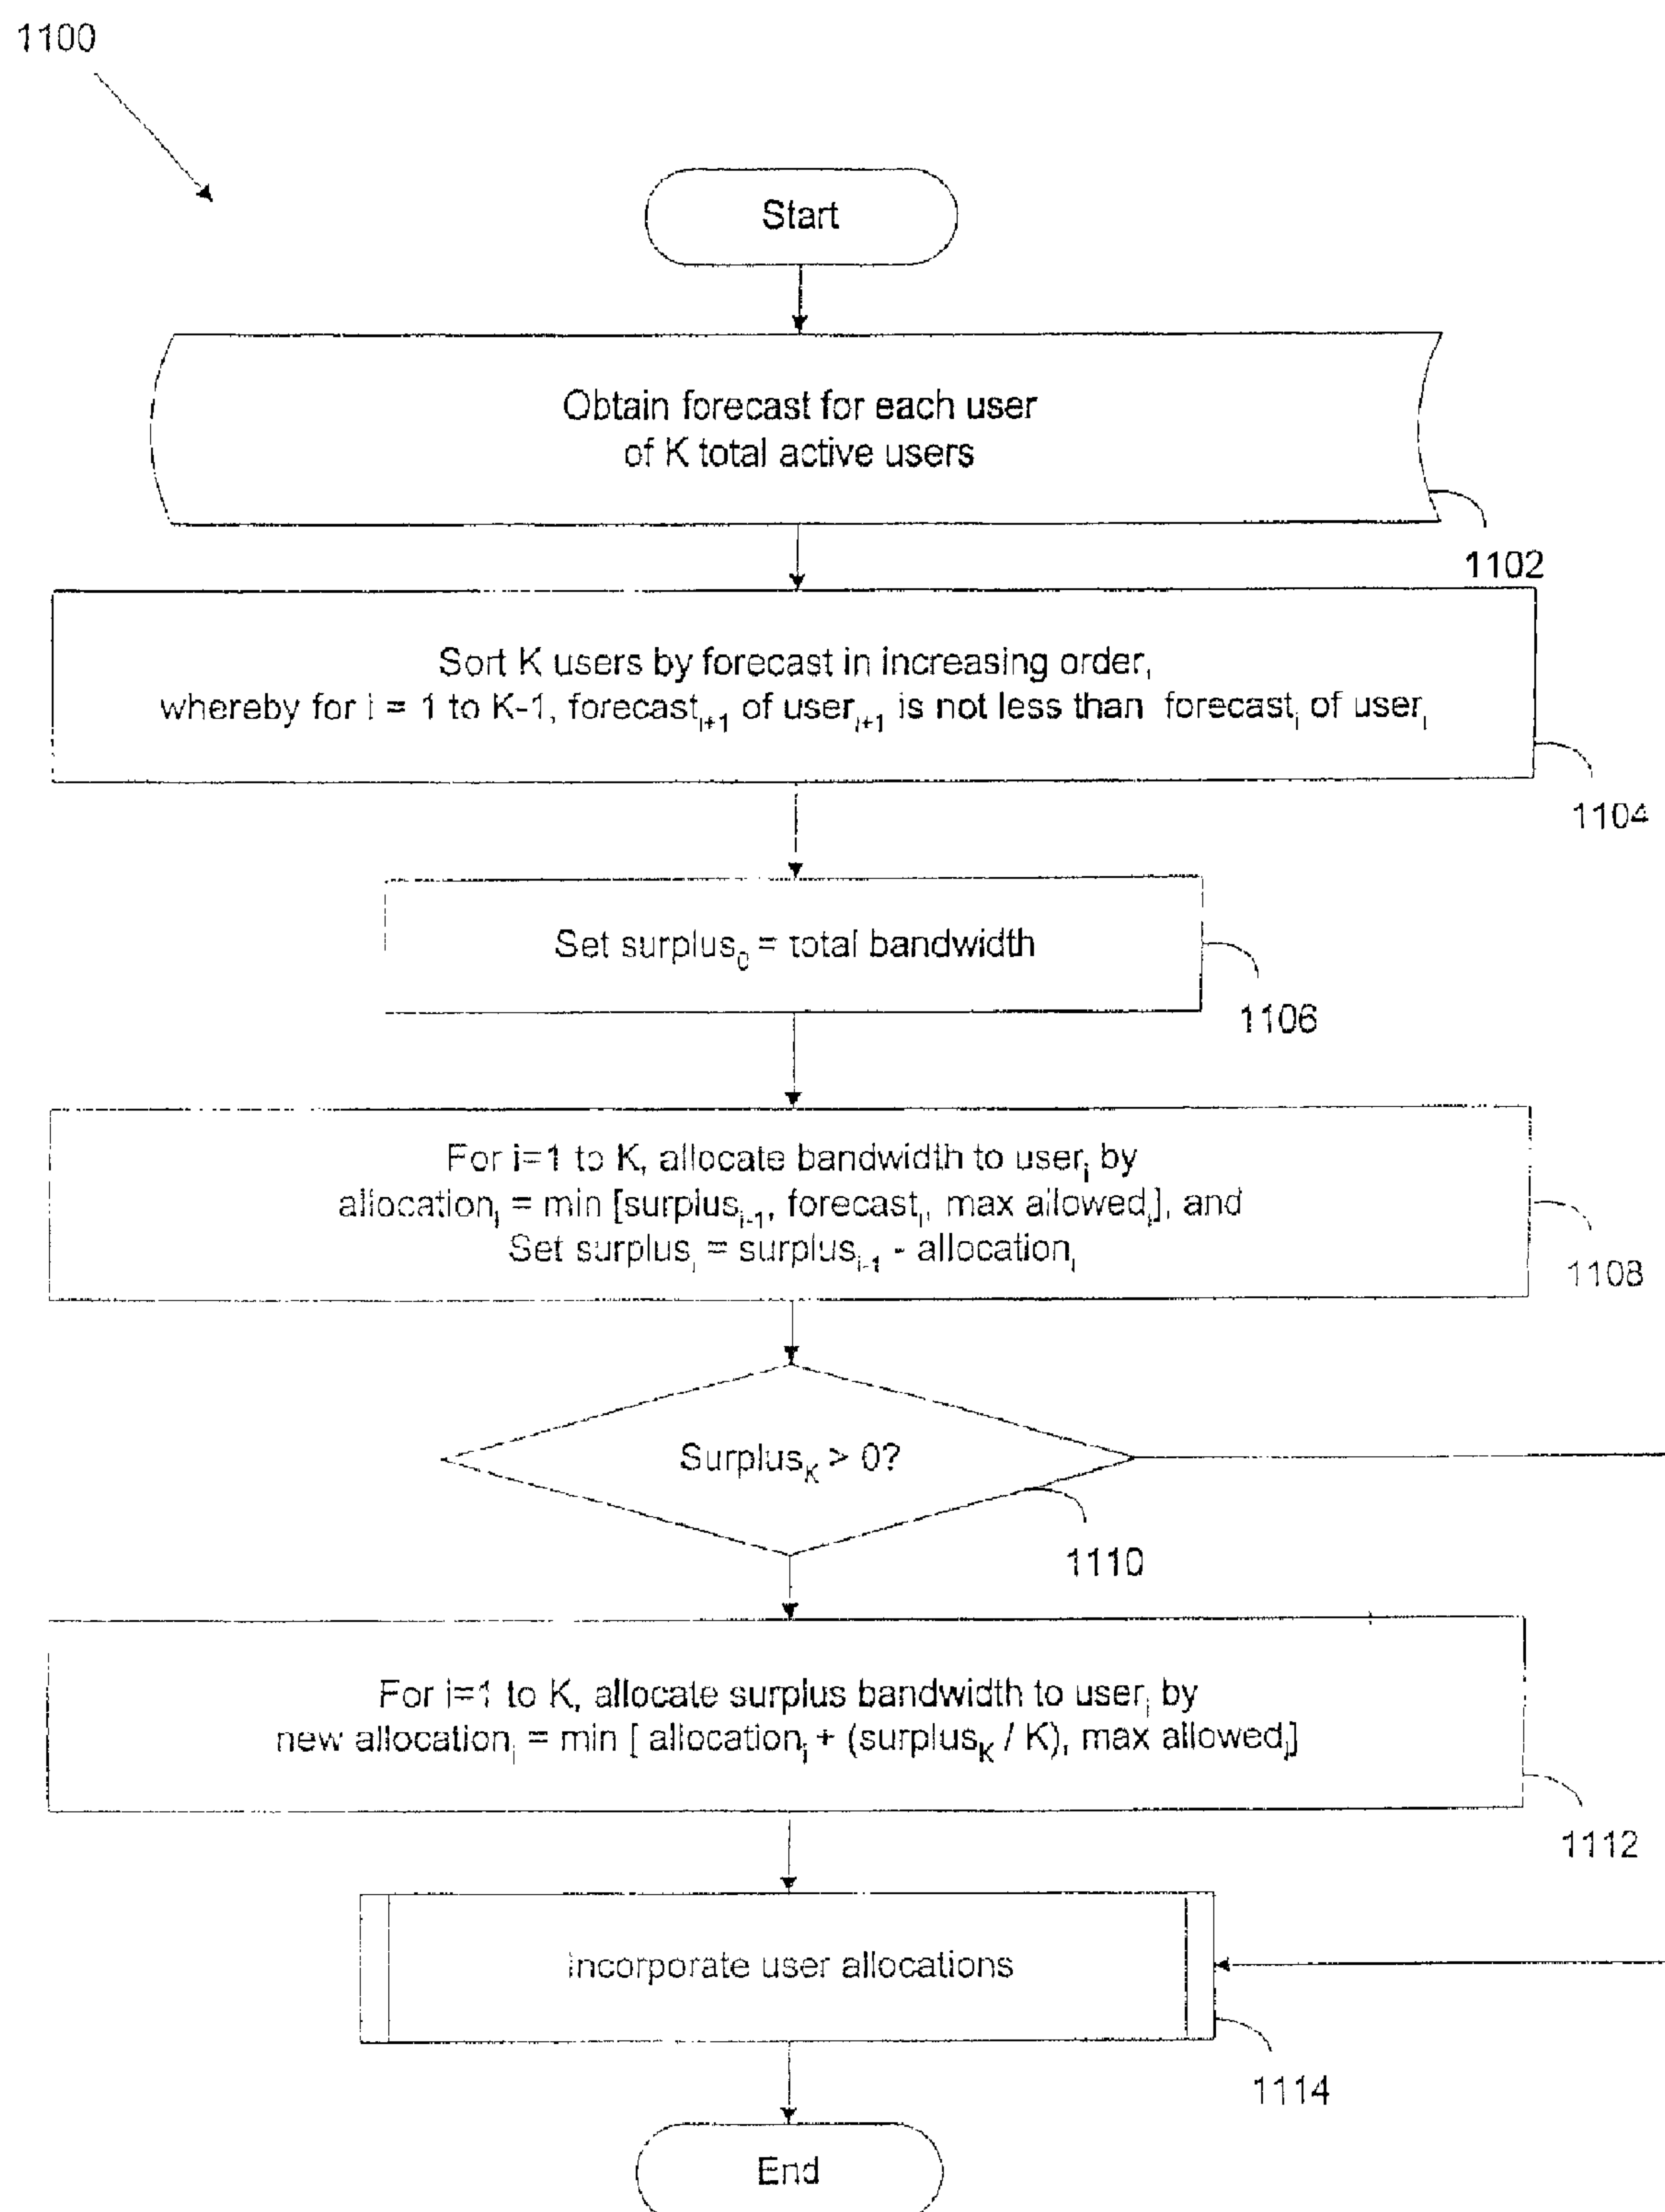 1100
Start
Obtain forecast for each user
of K total active users
1102
Sort K users by forecast in increasing order,
whereby for i = 1 to K-1, forecastᵢ₊₁ of userᵢ₊₁ is not less than forecastᵢ of userᵢ
1104
Set surplus₀ = total bandwidth
1106
For i=1 to K, allocate bandwidth to userᵢ by
allocationᵢ = min [surplusᵢ₋₁, forecastᵢ, max allowedᵢ], and
Set surplusᵢ = surplusᵢ₋₁ - allocationᵢ
1108
Surplus_K > 0?
1110
For i=1 to K, allocate surplus bandwidth to userᵢ by
new allocationᵢ = min [ allocationᵢ + (surplus_K / K), max allowedᵢ]
1112
incorporate user allocations
1114
End